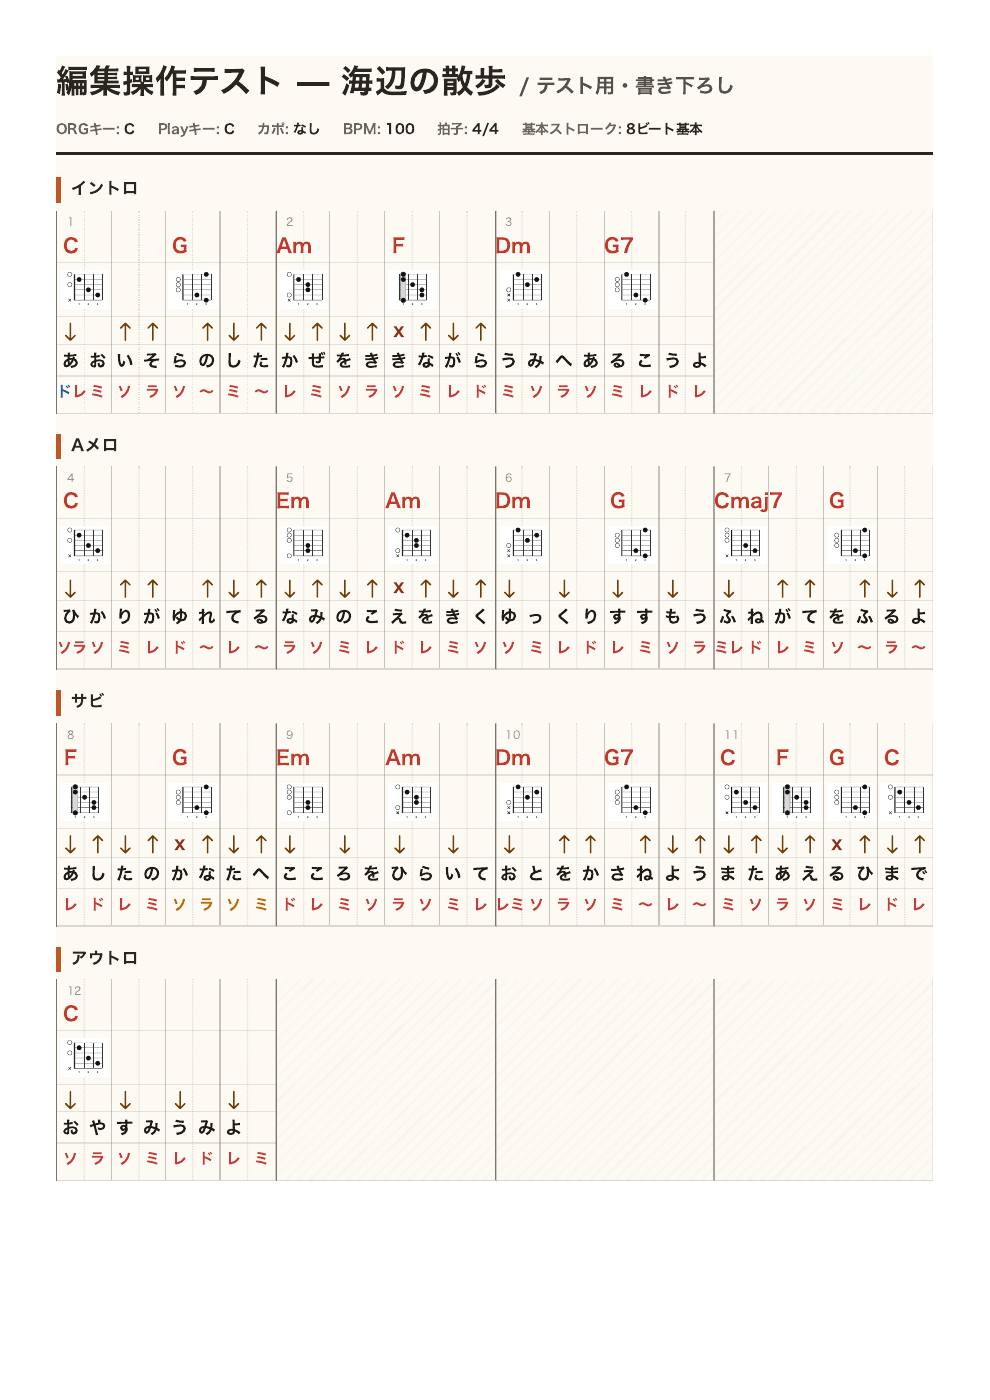 編集操作テスト — 海辺の散歩 / テスト用・書き下ろし
ORGキー: C Playキー: C カポ: なし BPM: 100 拍子: 4/4 基本ストローク: 8ビート基本
イントロ
1 2 3
C G Am F Dm G7
↓ ↑ ↑ ↑ ↓ ↑ ↓ ↑ ↓ ↑ x ↑ ↓ ↑
あ お い そ ら の し た か ぜ を き き な が ら う み へ あ る こ う よ
ドレ ミ ソ ラ ソ 〜 ミ 〜 レ ミ ソ ラ ソ ミ レ ド ミ ソ ラ ソ ミ レ ド レ
Aメロ
4 5 6 7
C Em Am Dm G Cmaj7 G
↓ ↑ ↑ ↑ ↓ ↑ ↓ ↑ ↓ ↑ x ↑ ↓ ↑ ↓ ↓ ↓ ↓ ↓ ↑ ↑ ↑ ↓ ↑
ひ か り が ゆ れ て る な み の こ え を き く ゆ っ く り す す も う ふ ね が て を ふ る よ
ソラ ソ ミ レ ド 〜 レ 〜 ラ ソ ミ レ ド レ ミ ソ ソ ミ レ ド レ ミ ソ ラ ミレ ド レ ミ ソ 〜 ラ 〜
サビ
8 9 10 11
F G Em Am Dm G7 C F G C
↓ ↑ ↓ ↑ x ↑ ↓ ↑ ↓ ↓ ↓ ↓ ↓ ↑ ↑ ↑ ↓ ↑ ↓ ↑ ↓ ↑ x ↑ ↓ ↑
あ し た の か な た へ こ こ ろ を ひ ら い て お と を か さ ね よ う ま た あ え る ひ ま で
レ ド レ ミ ソ ラ ソ ミ ド レ ミ ソ ラ ソ ミ レ レミ ソ ラ ソ ミ 〜 レ 〜 ミ ソ ラ ソ ミ レ ド レ
アウトロ
12
C
↓ ↓ ↓ ↓
お や す み う み よ
ソ ラ ソ ミ レ ド レ ミ